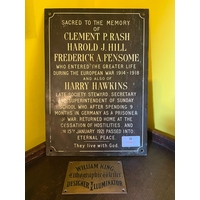 SACRED TO THE MEMORY
OF
CLEMENT P. RASH
HAROLD J. HILL
FREDERICK A. FENSOME
WHO ENTERED THE GREATER LIFE
DURING THE EUROPEAN WAR 1914-1918
AND ALSO OF
HARRY HAWKINS
LATE SOCIETY STEWARD, SECRETARY
AND SUPERINTENDENT OF SUNDAY
SCHOOL WHO AFTER SPENDING 9
MONTHS IN GERMANY AS A PRISONER
OF WAR, RETURNED HOME AT THE
CESSATION OF HOSTILITIES, AND
ON 15TH JANUARY PASSED INTO
ETERNAL PEACE
They live with God.
WILLIAM KING
Lithographic
DESIGNER & ILLUMINATOR